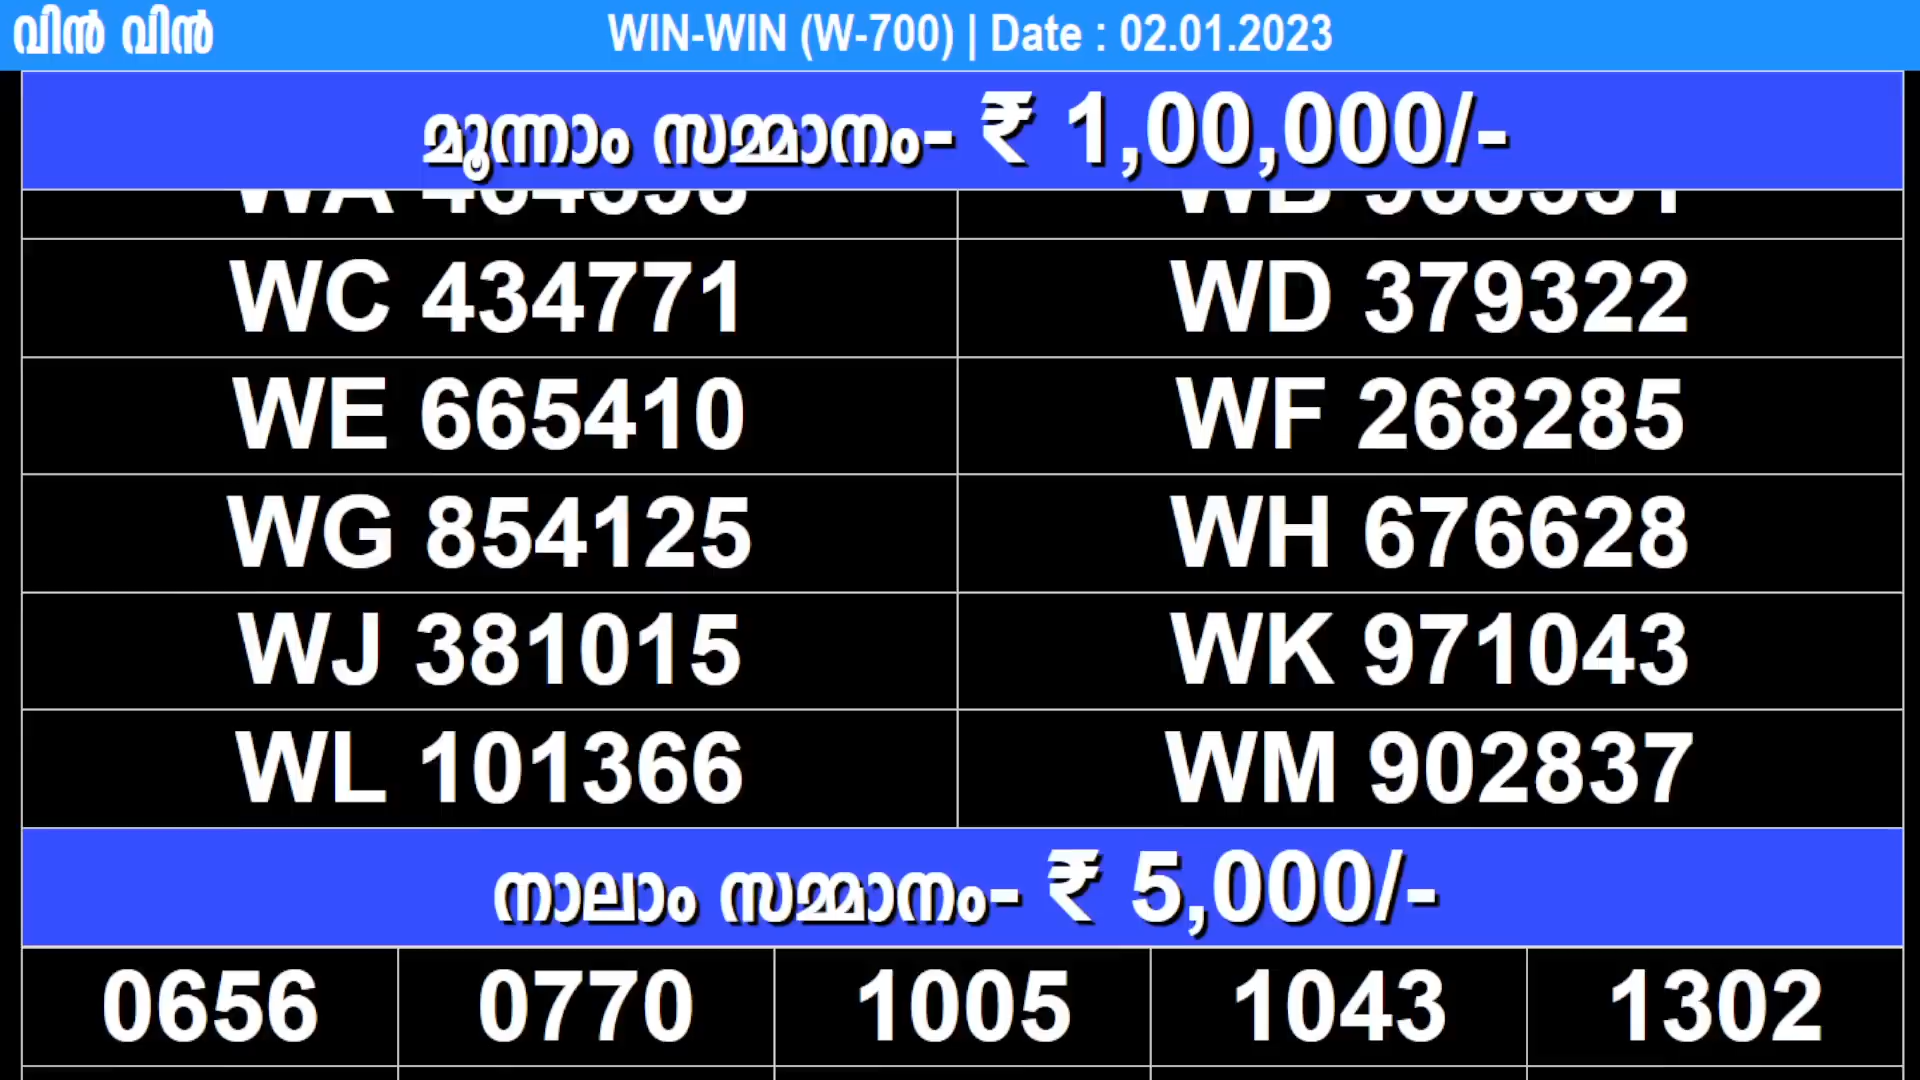 വിൻ വിൻ WIN-WIN (W-700) | Date : 02.01.2023
മൂന്നാം സമ്മാനം- ₹ 1,00,000/-
WC 434771 WD 379322
WE 665410 WF 268285
WG 854125 WH 676628
WJ 381015 WK 971043
WL 101366 WM 902837
നാലാം സമ്മാനം- ₹ 5,000/-
0656 0770 1005 1043 1302